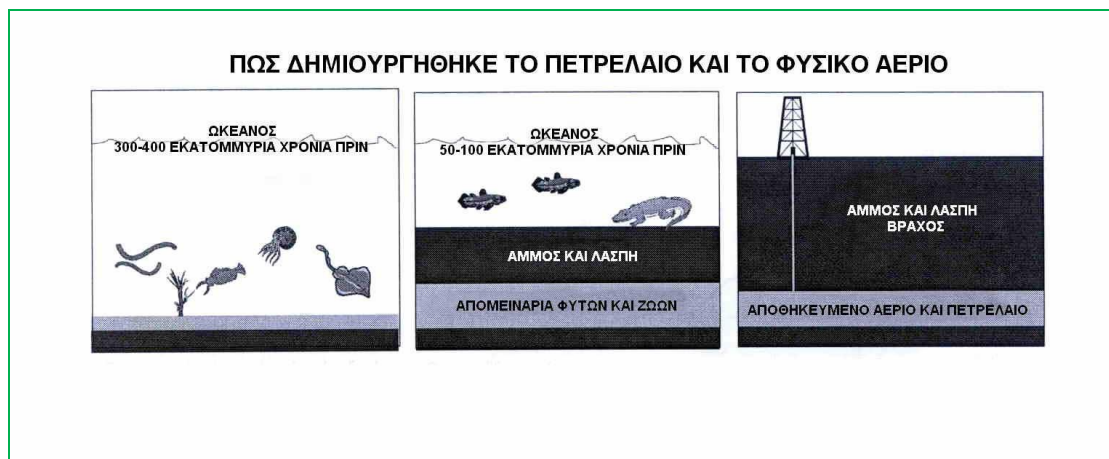 ΠΩΣ ΔΗΜΙΟΥΡΓΗΘΗΚΕ ΤΟ ΠΕΤΡΕΛΑΙΟ ΚΑΙ ΤΟ ΦΥΣΙΚΟ ΑΕΡΙΟ
ΩΚΕΑΝΟΣ
300-400 ΕΚΑΤΟΜΜΥΡΙΑ ΧΡΟΝΙΑ ΠΡΙΝ
ΩΚΕΑΝΟΣ
50-100 ΕΚΑΤΟΜΜΥΡΙΑ ΧΡΟΝΙΑ ΠΡΙΝ
ΑΜΜΟΣ ΚΑΙ ΛΑΣΠΗ
ΑΠΟΜΕΙΝΑΡΙΑ ΦΥΤΩΝ ΚΑΙ ΖΩΩΝ
ΑΜΜΟΣ ΚΑΙ ΛΑΣΠΗ
ΒΡΑΧΟΣ
ΑΠΟΘΗΚΕΥΜΕΝΟ ΑΕΡΙΟ ΚΑΙ ΠΕΤΡΕΛΑΙΟ